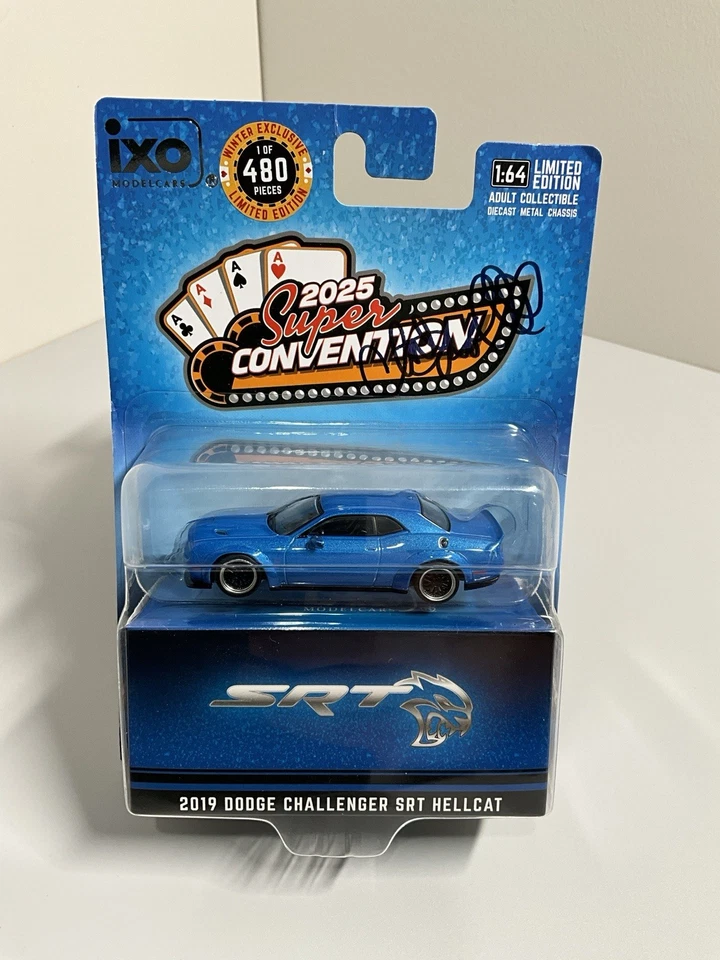 ixo
MODELCARS ®
WINTER EXCLUSIVE
1 OF
480
PIECES
LIMITED EDITION
1:64 LIMITED
EDITION
ADULT COLLECTIBLE
DIECAST METAL CHASSIS
A
A
A
A
2025
Super
CONVENTION
MODELCARS
SRT
2019 DODGE CHALLENGER SRT HELLCAT